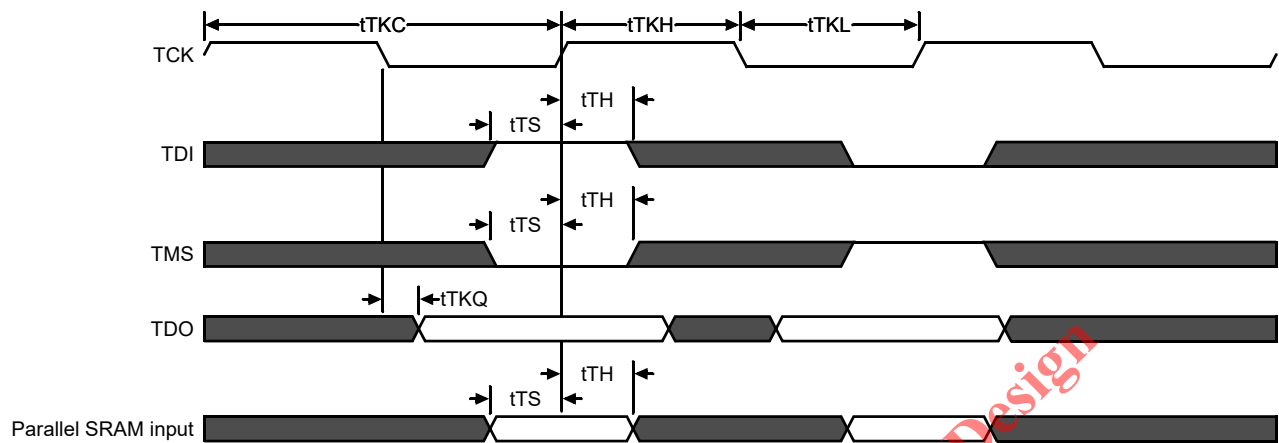 tTKC tTKH tTKL
TCK
tTH
tTS
TDI
tTH
tTS
TMS
tTKQ
TDO
tTH
tTS
Parallel SRAM input
Design